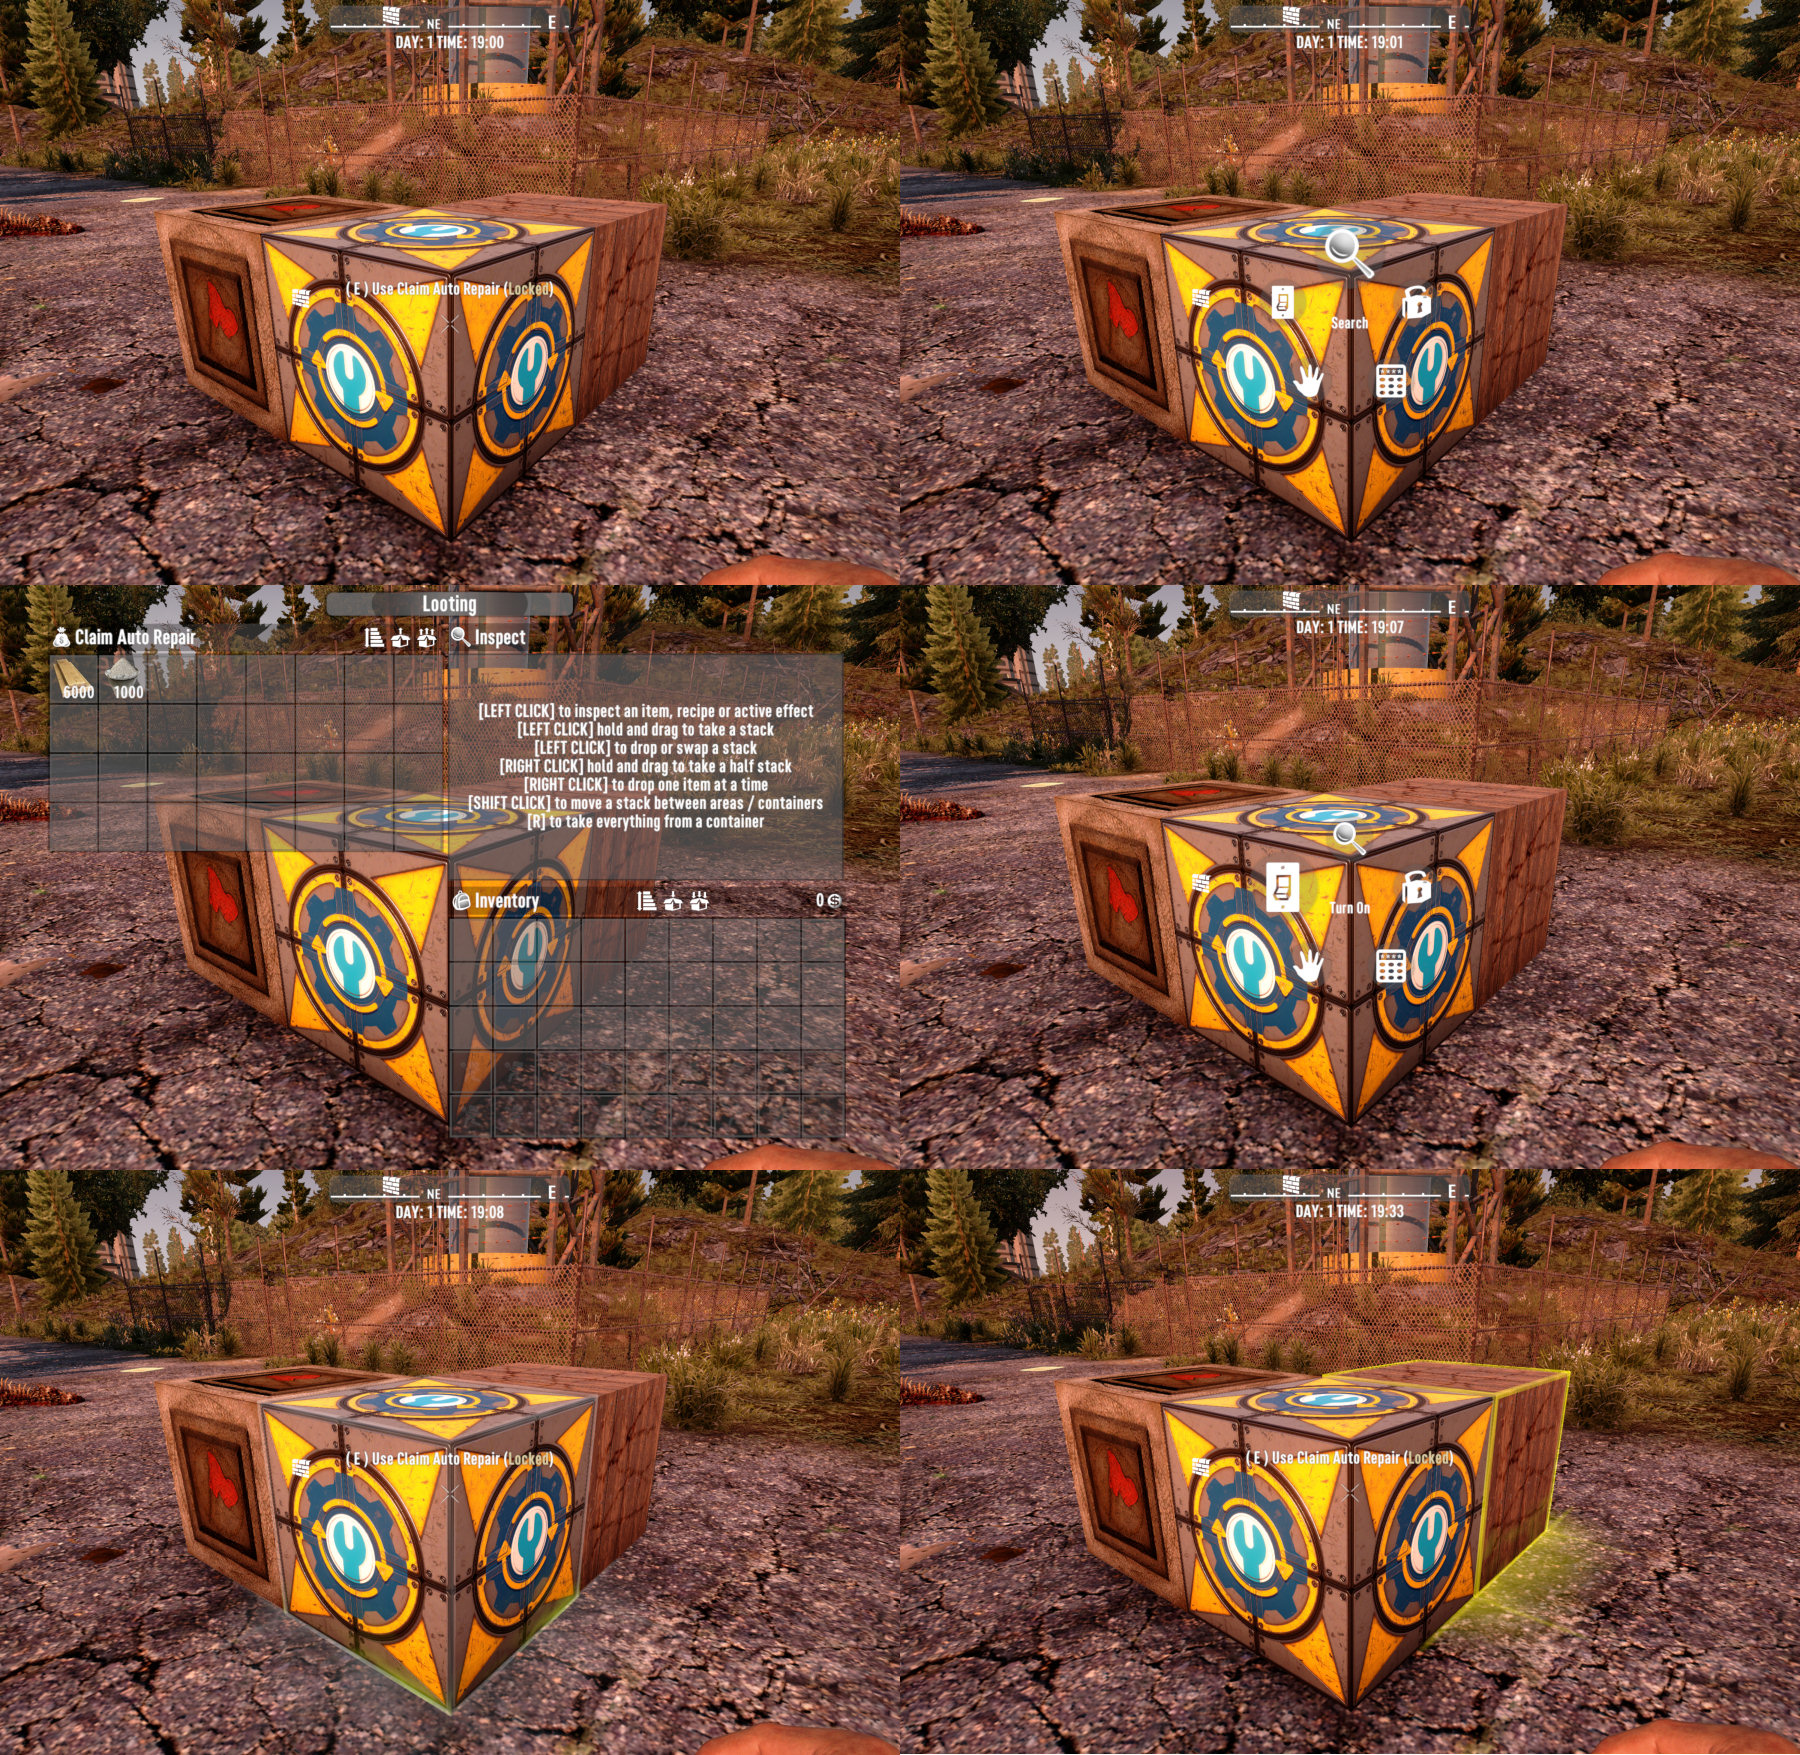 NE
E
DAY: 1 TIME: 19:00
( E ) Use Claim Auto Repair (Locked)
NE
E
DAY: 1 TIME: 19:01
Search
Looting
Claim Auto Repair
Inspect
6000
1000
[LEFT CLICK] to inspect an item, recipe or active effect
[LEFT CLICK] hold and drag to take a stack
[LEFT CLICK] to drop or swap a stack
[RIGHT CLICK] hold and drag to take a half stack
[RIGHT CLICK] to drop one item at a time
[SHIFT CLICK] to move a stack between areas / containers
[R] to take everything from a container
Inventory
0
NE
E
DAY: 1 TIME: 19:07
Turn On
NE
E
DAY: 1 TIME: 19:08
( E ) Use Claim Auto Repair (Locked)
NE
E
DAY: 1 TIME: 19:33
( E ) Use Claim Auto Repair (Locked)